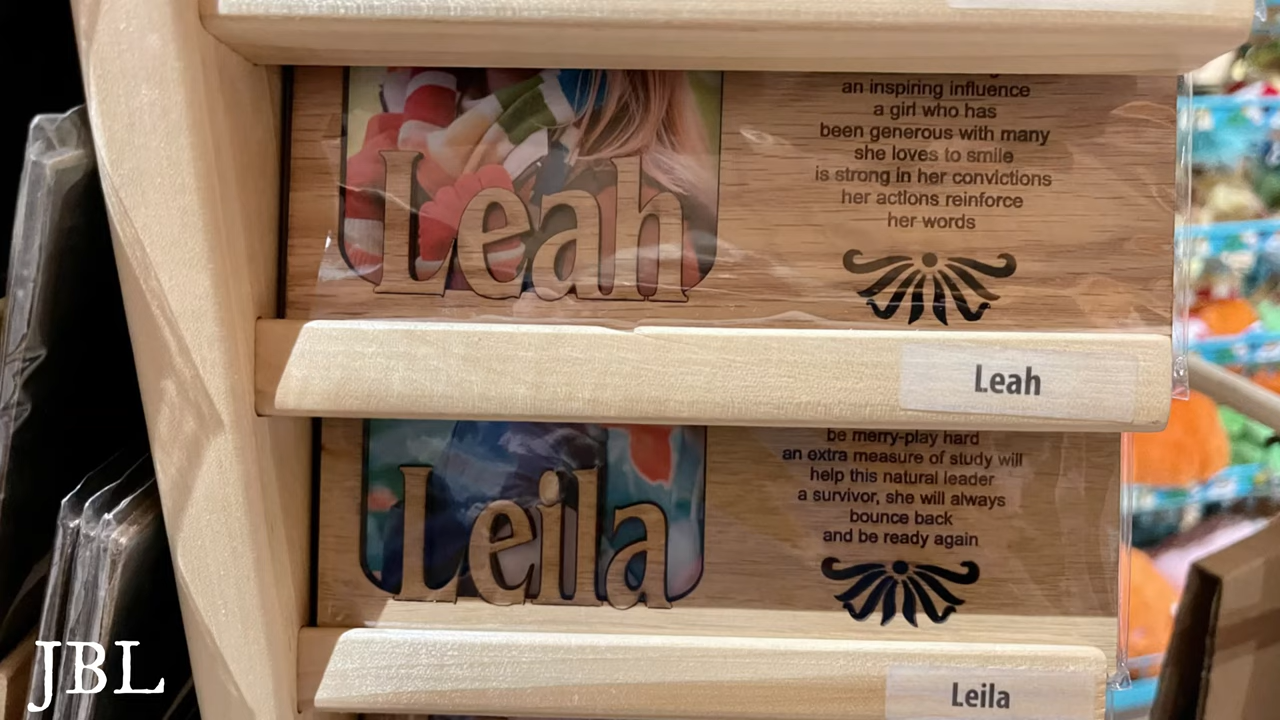 an inspiring influence
a girl who has
been generous with many
she loves to smile
is strong in her convictions
her actions reinforce
her words
Leah
Leah
be merry-play hard
an extra measure of study will
help this natural leader
a survivor, she will always
bounce back
and be ready again
Leila
Leila
JBL